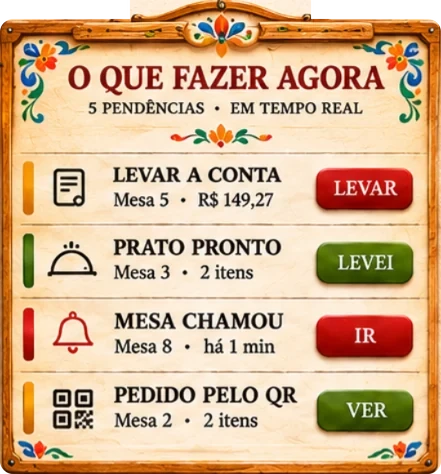 O QUE FAZER AGORA
5 PENDÊNCIAS • EM TEMPO REAL
LEVAR A CONTA
Mesa 5 • R$ 149,27
LEVAR
PRATO PRONTO
Mesa 3 • 2 itens
LEVEI
MESA CHAMOU
Mesa 8 • há 1 min
IR
PEDIDO PELO QR
Mesa 2 • 2 itens
VER